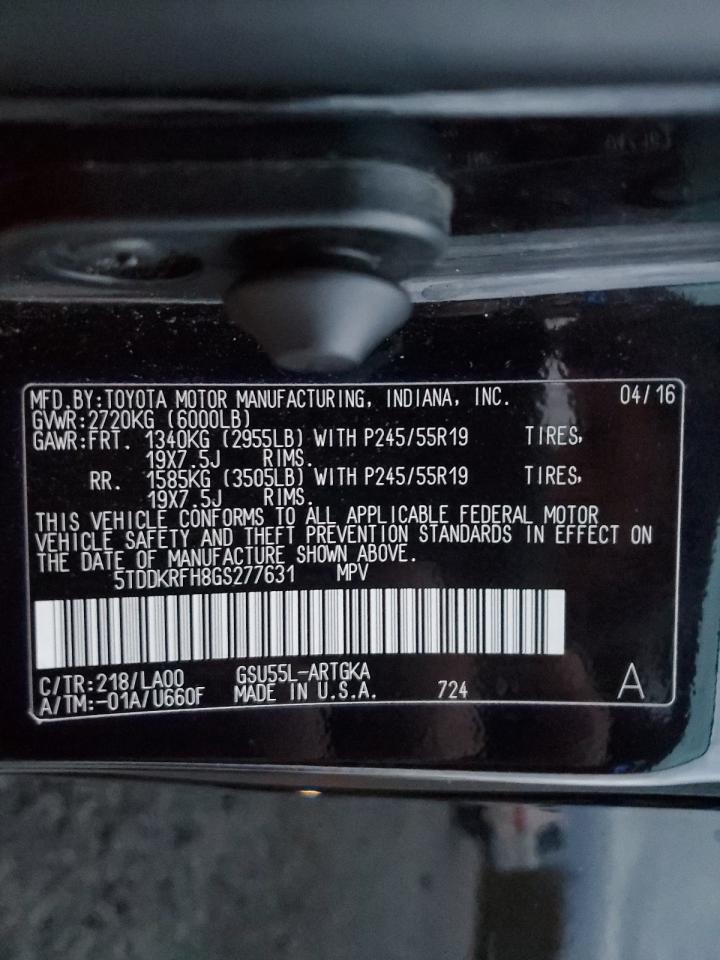 MFD.BY:TOYOTA MOTOR MANUFACTURING, INDIANA, INC. 04/16
GVWR:2720KG (6000LB)
GAWR:FRT. 1340KG (2955LB) WITH P245/55R19 TIRES,
19X7.5J RIMS.
RR. 1585KG (3505LB) WITH P245/55R19 TIRES,
19X7.5J RIMS.
THIS VEHICLE CONFORMS TO ALL APPLICABLE FEDERAL MOTOR
VEHICLE SAFETY AND THEFT PREVENTION STANDARDS IN EFFECT ON
THE DATE OF MANUFACTURE SHOWN ABOVE.
5TDDKRFH8GS277631 MPV
C/TR:218/LA00 GSU55L-ARTGKA
A/TM:-01A/U660F MADE IN U.S.A. 724 A